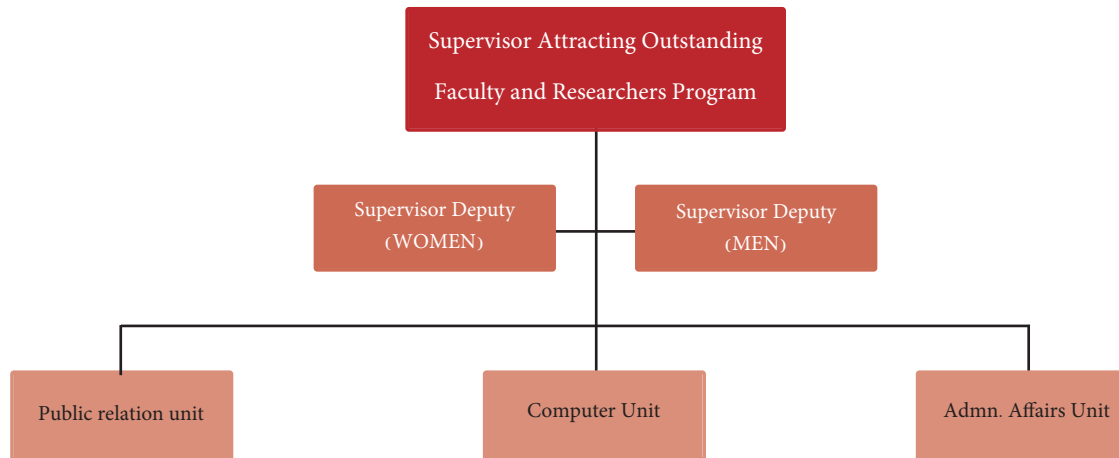 Supervisor Attracting Outstanding
Faculty and Researchers Program
Supervisor Deputy
(WOMEN)
Supervisor Deputy
(MEN)
Public relation unit
Computer Unit
Admn. Affairs Unit